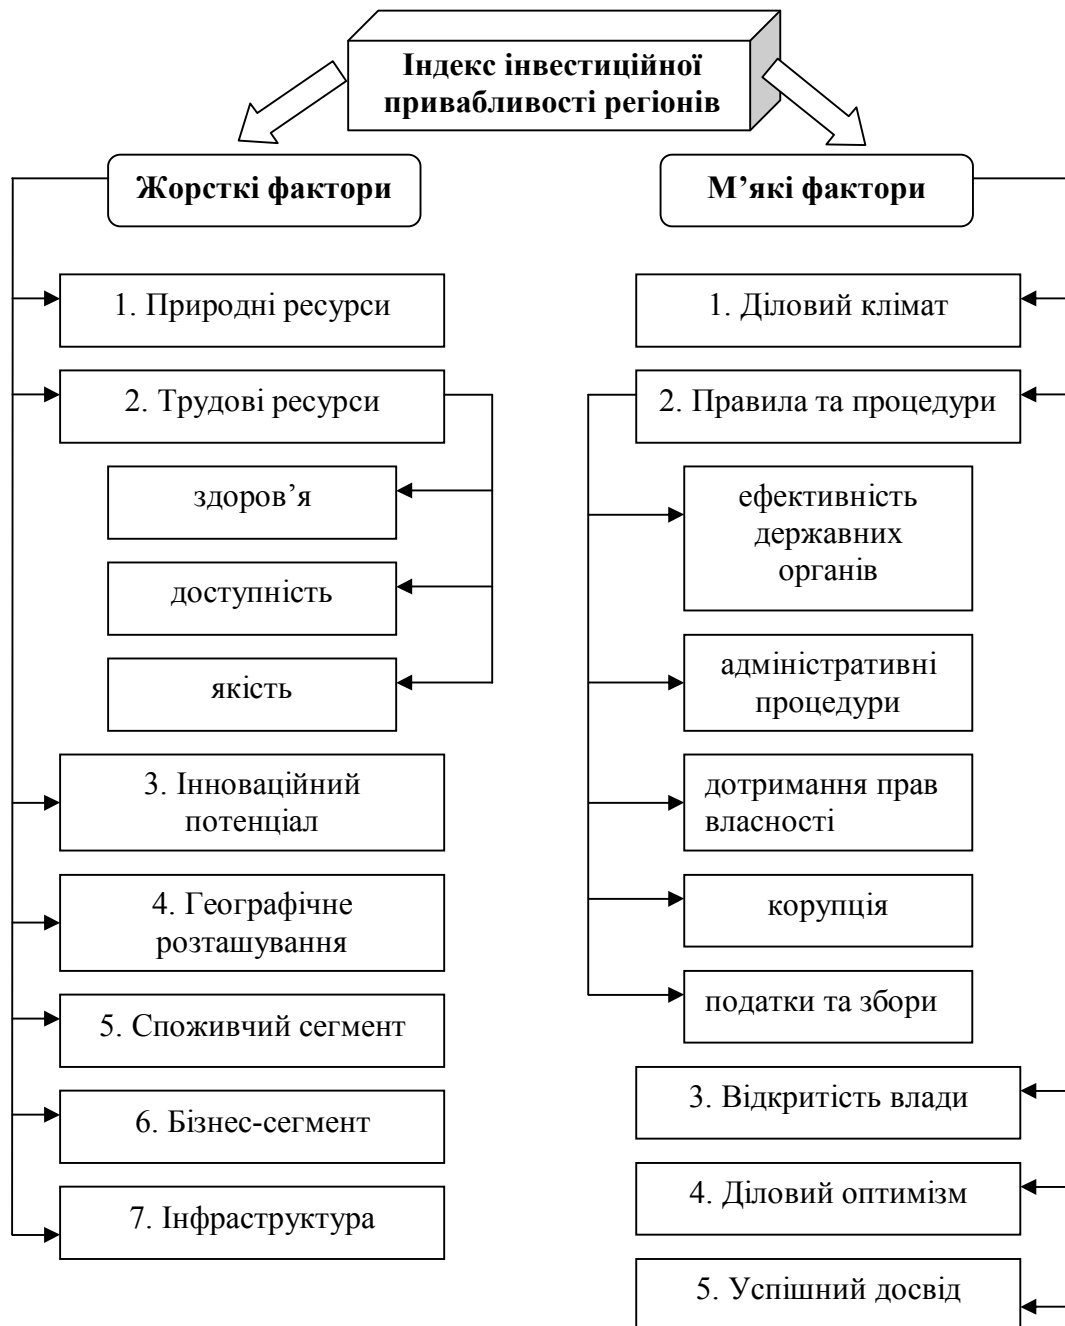 Індекс інвестиційної
привабливості регіонів
Жорсткі фактори
1. Природні ресурси
2. Трудові ресурси
здоров’я
доступність
якість
3. Інноваційний
потенціал
4. Географічне
розташування
5. Споживчий сегмент
6. Бізнес-сегмент
7. Інфраструктура
М’які фактори
1. Діловий клімат
2. Правила та процедури
ефективність
державних
органів
адміністративні
процедури
дотримання прав
власності
корупція
податки та збори
3. Відкритість влади
4. Діловий оптимізм
5. Успішний досвід